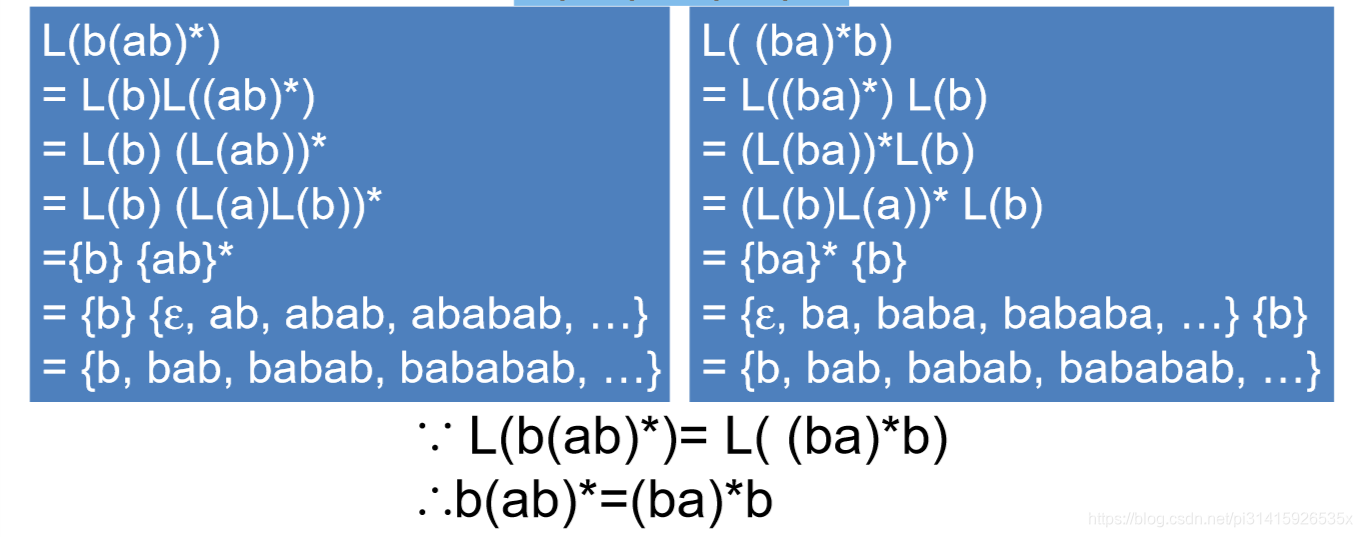 L(b(ab)*)
= L(b)L((ab)*)
= L(b) (L(ab))*
= L(b) (L(a)L(b))*
={b} {ab}*
= {b} {ε, ab, abab, ababab, …}
= {b, bab, babab, bababab, …}
L( (ba)*b)
= L((ba)*) L(b)
= (L(ba))*L(b)
= (L(b)L(a))* L(b)
= {ba}* {b}
= {ε, ba, baba, bababa, …} {b}
= {b, bab, babab, bababab, …}
∵ L(b(ab)*)= L( (ba)*b)
∴b(ab)*=(ba)*b
https://blog.csdn.net/pi31415926535x